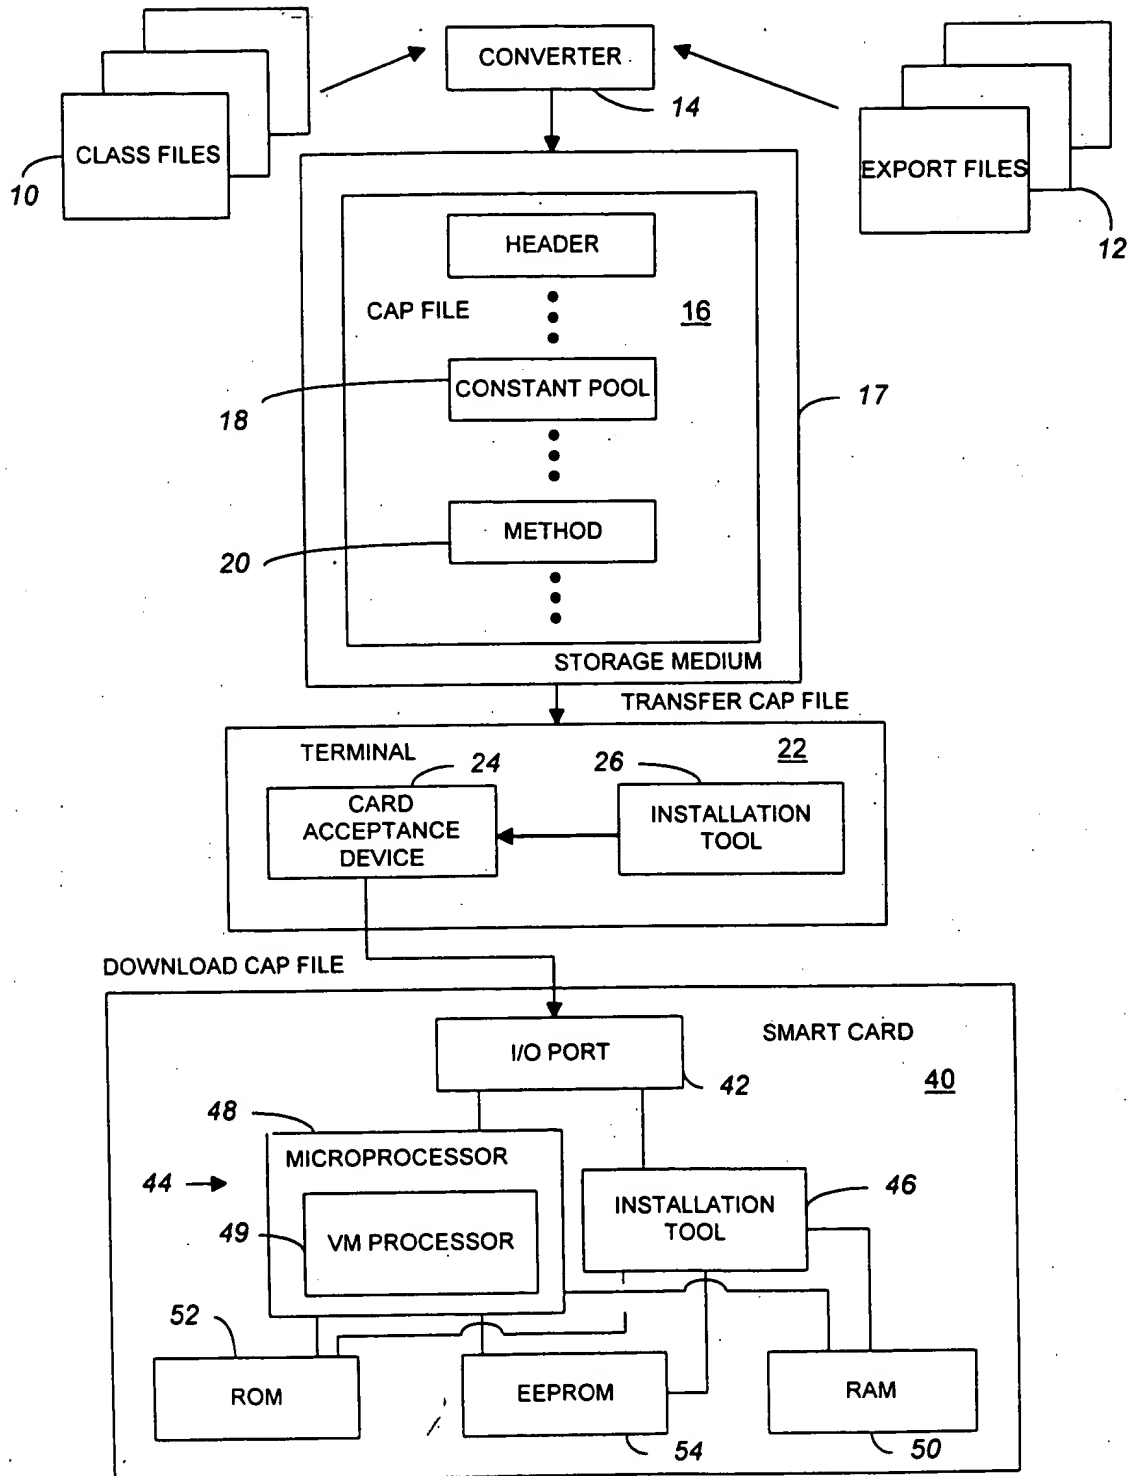 CONVERTER
14
CLASS FILES
10
EXPORT FILES
12
HEADER
CAP FILE
16
CONSTANT POOL
18
17
METHOD
20
STORAGE MEDIUM
TRANSFER CAP FILE
TERMINAL
22
24
26
CARD
ACCEPTANCE
DEVICE
INSTALLATION
TOOL
DOWNLOAD CAP FILE
SMART CARD
I/O PORT
42
40
48
MICROPROCESSOR
44
INSTALLATION
TOOL
46
49
VM PROCESSOR
52
ROM
EEPROM
RAM
54
50